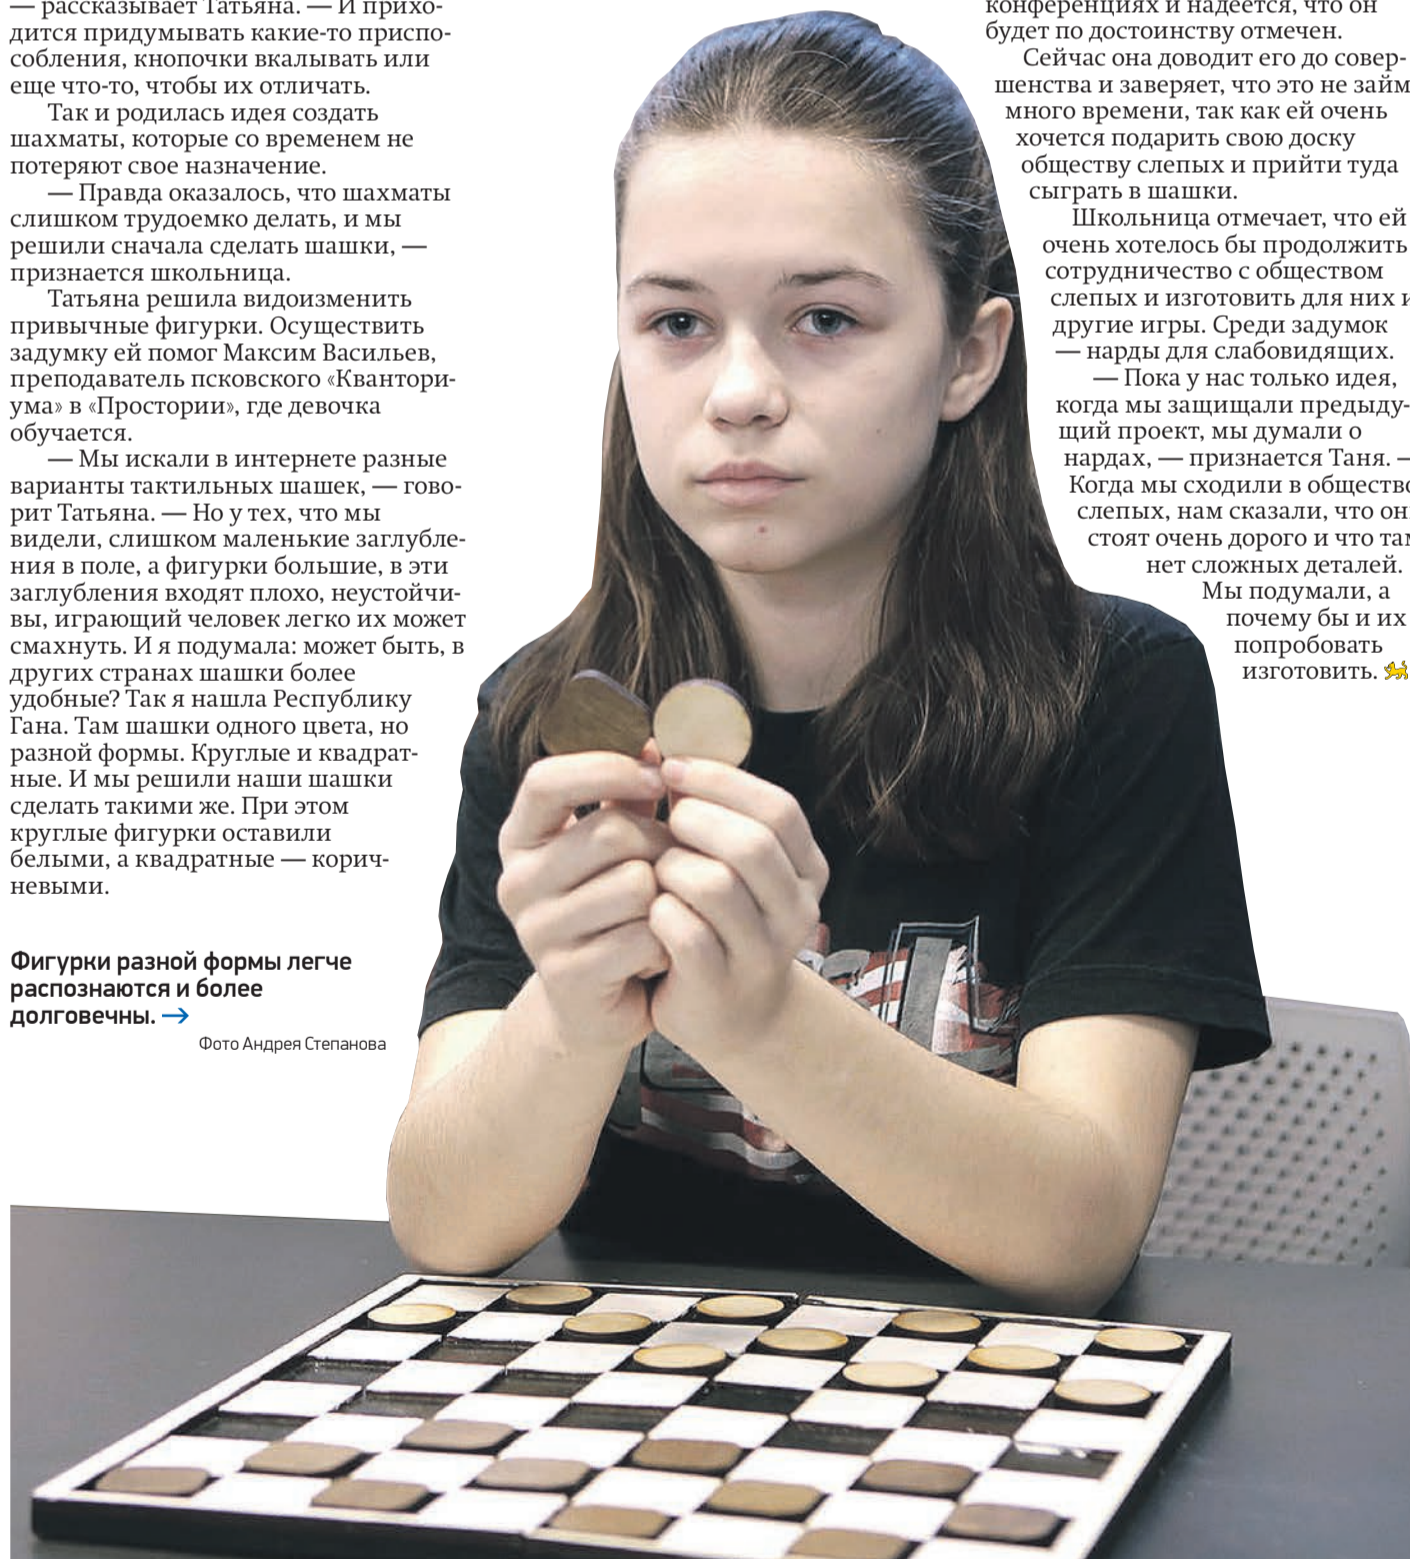 — рассказывает Татьяна. — И прихо-
дится придумывать какие-то приспо-
собления, кнопочки вкалывать или
еще что-то, чтобы их отличать.
Так и родилась идея создать
шахматы, которые со временем не
потеряют свое назначение.
— Правда оказалось, что шахматы
слишком трудоемко делать, и мы
решили сначала сделать шашки, —
признается школьница.
Татьяна решила видоизменить
привычные фигурки. Осуществить
задумку ей помог Максим Васильев,
преподаватель псковского «Квантори-
ума» в «Простории», где девочка
обучается.
— Мы искали в интернете разные
варианты тактильных шашек, — гово-
рит Татьяна. — Но у тех, что мы
видели, слишком маленькие заглубле-
ния в поле, а фигурки большие, в эти
заглубления входят плохо, неустойчи-
вы, играющий человек легко их может
смахнуть. И я подумала: может быть, в
других странах шашки более
удобные? Так я нашла Республику
Гана. Там шашки одного цвета, но
разной формы. Круглые и квадрат-
ные. И мы решили наши шашки
сделать такими же. При этом
круглые фигурки оставили
белыми, а квадратные — корич-
невыми.
Фигурки разной формы легче
распознаются и более
долговечны. →
Фото Андрея Степанова
конференциях и надеется, что он
будет по достоинству отмечен.
Сейчас она доводит его до совер-
шенства и заверяет, что это не займ
много времени, так как ей очень
хочется подарить свою доску
обществу слепых и прийти туда
сыграть в шашки.
Школьница отмечает, что ей
очень хотелось бы продолжить
сотрудничество с обществом
слепых и изготовить для них и
другие игры. Среди задумок
— нарды для слабовидящих.
— Пока у нас только идея,
когда мы защищали предыду-
щий проект, мы думали о
нардах, — признается Таня. —
Когда мы сходили в общество
слепых, нам сказали, что они
стоят очень дорого и что там
нет сложных деталей.
Мы подумали, а
почему бы и их
попробовать
изготовить.